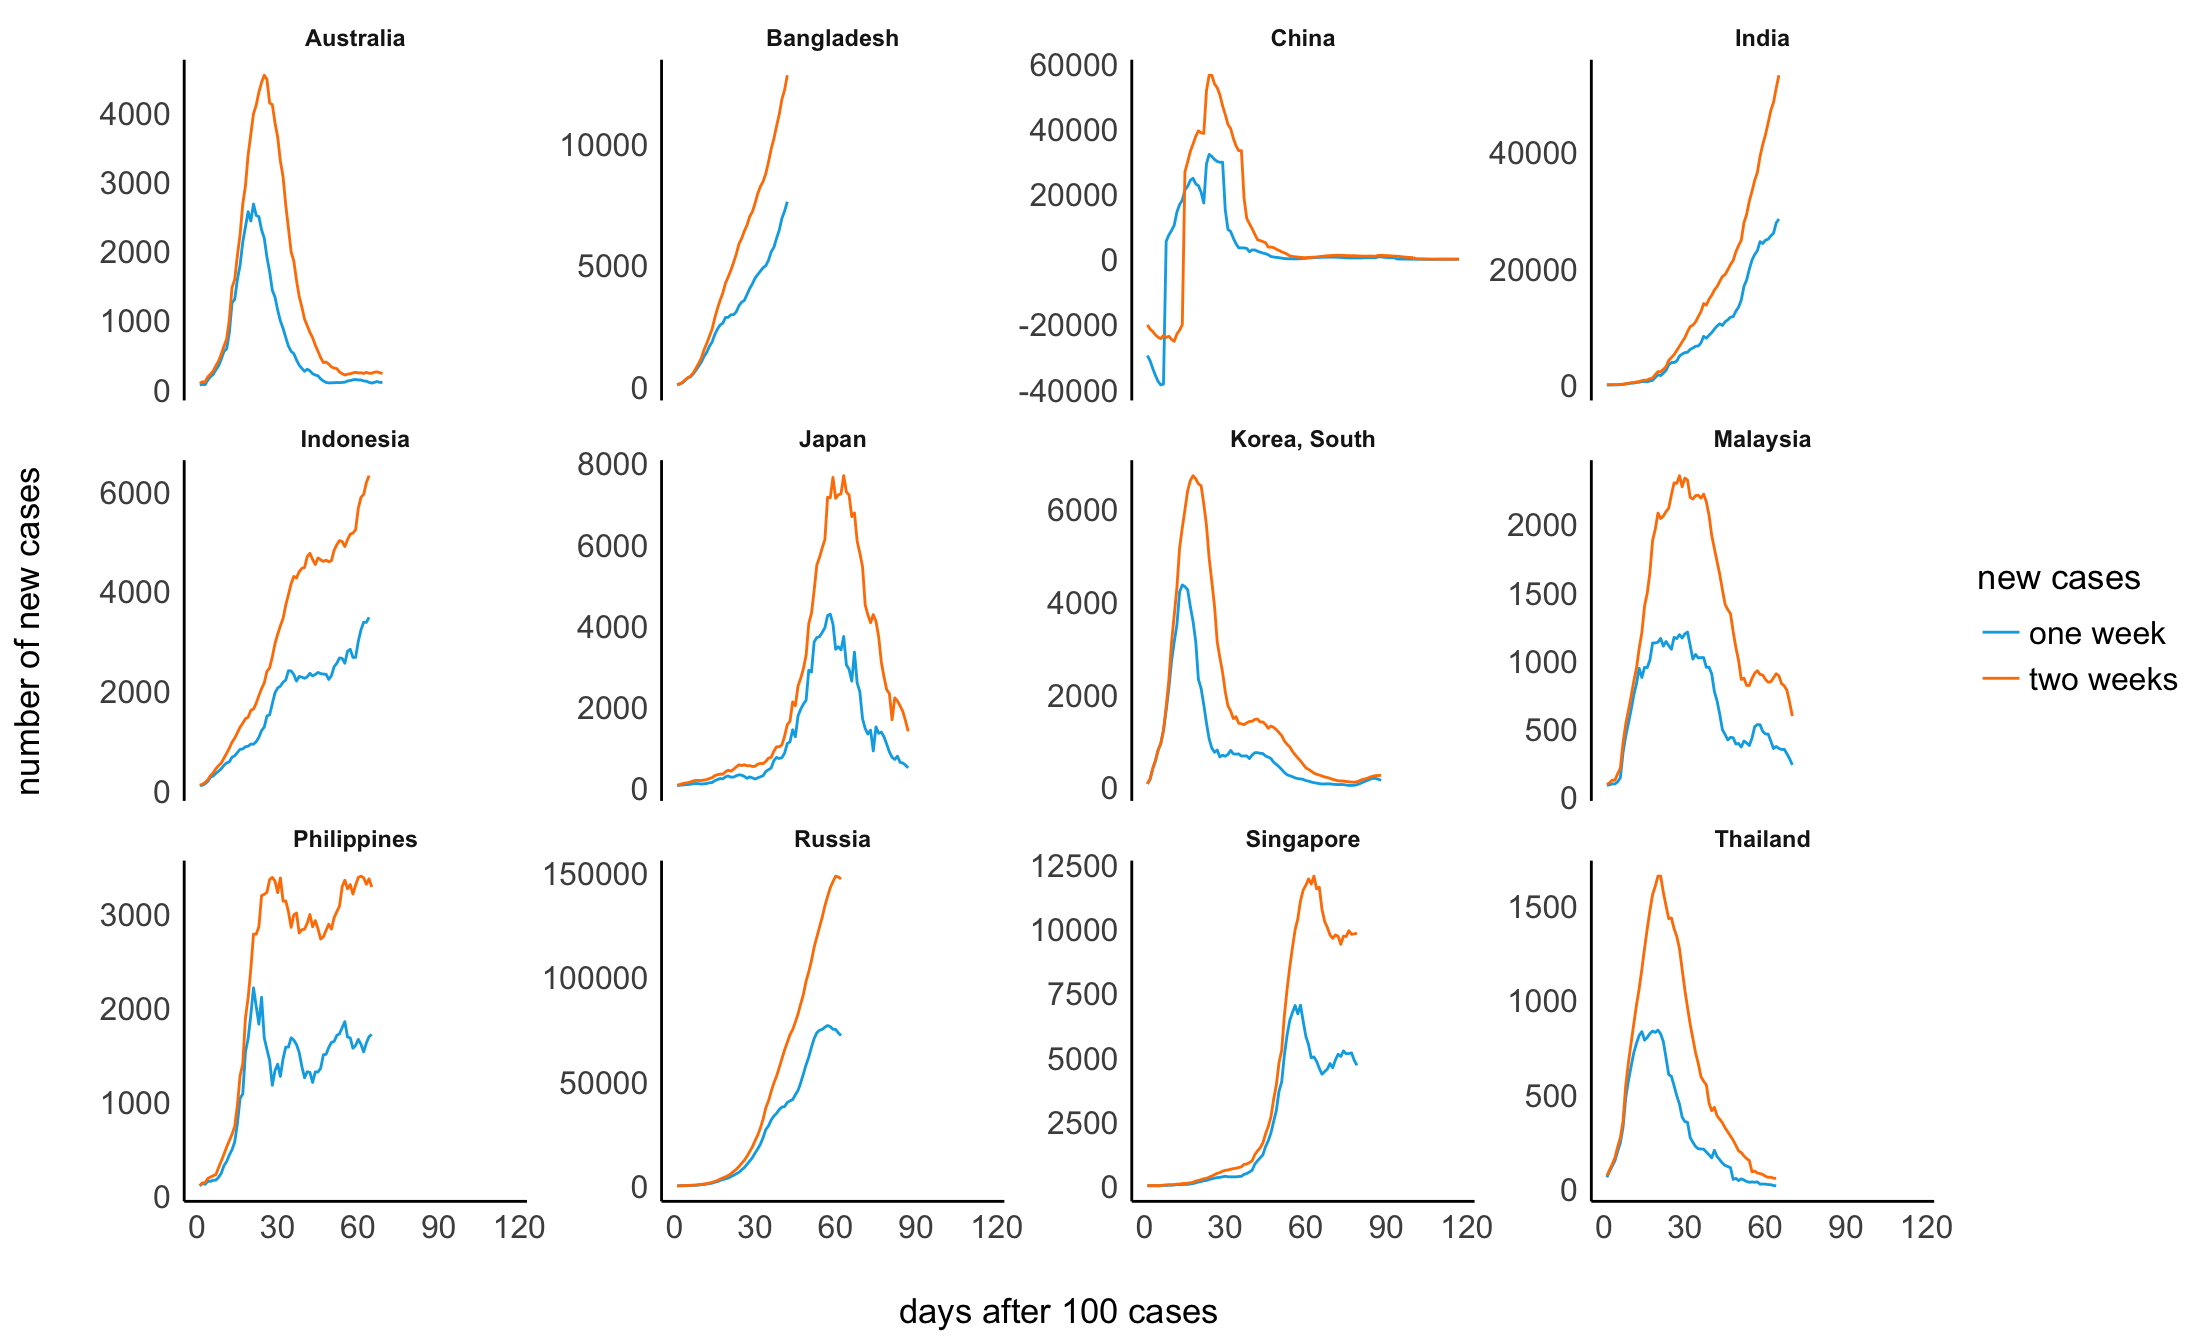 Australia
Bangladesh
China
India
4000
3000
2000
1000
0
10000
5000
0
60000
40000
20000
0
-20000
-40000
40000
20000
0
Indonesia
Japan
Korea, South
Malaysia
6000
4000
2000
0
8000
6000
4000
2000
0
6000
4000
2000
0
2000
1500
1000
500
0
Philippines
Russia
Singapore
Thailand
3000
2000
1000
0
150000
100000
50000
0
12500
10000
7500
5000
2500
0
1500
1000
500
0
0 30 60 90 120
0 30 60 90 120
0 30 60 90 120
0 30 60 90 120
number of new cases
days after 100 cases
new cases
one week
two weeks